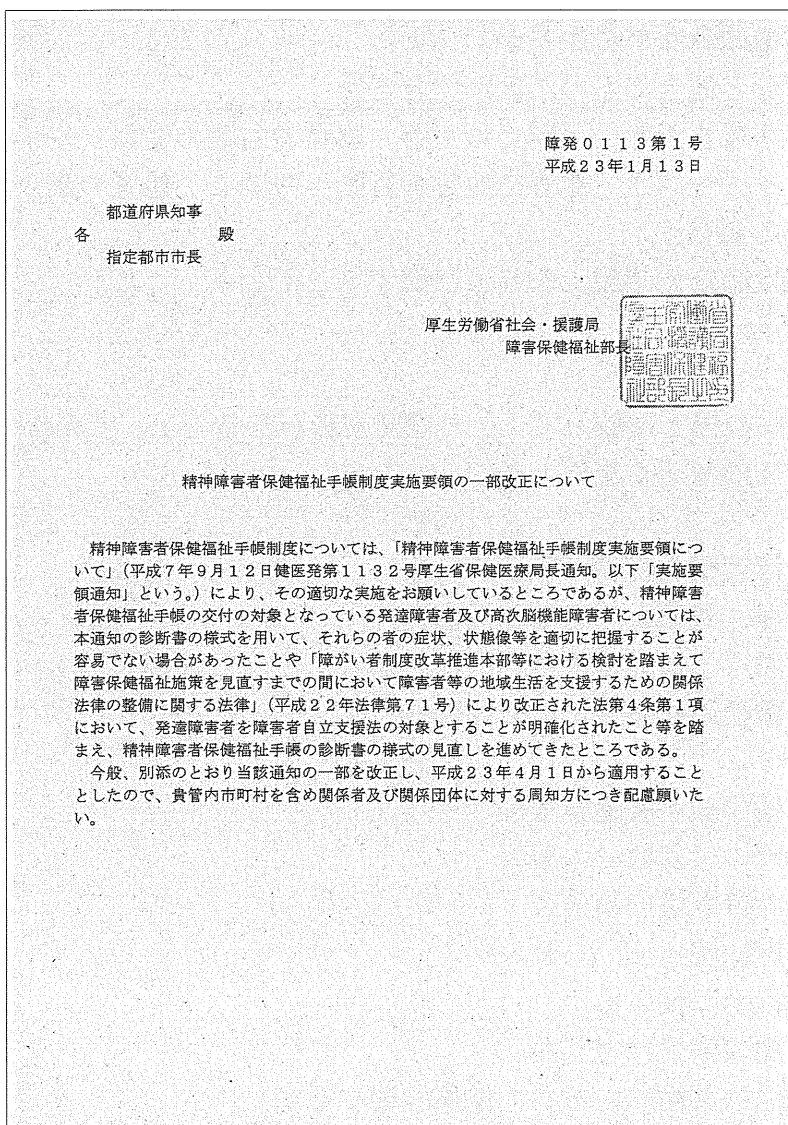 障発０１１３第１号
平成２３年１月１３日
都道府県知事
各　　　　　　　　殿
指定都市市長
厚生労働省社会・援護局
障害保健福祉部長
精神障害者保健福祉手帳制度実施要領の一部改正について
精神障害者保健福祉手帳制度については、「精神障害者保健福祉手帳制度実施要領につ
いて」（平成７年９月１２日健医発第１１３２号厚生省保健医療局長通知。以下「実施要
領通知」という。）により、その適切な実施をお願いしているところであるが、精神障害
者保健福祉手帳の交付の対象となっている発達障害者及び高次脳機能障害者については、
本通知の診断書の様式を用いて、それらの者の症状、状態像等を適切に把握することが
容易でない場合があったことや「障がい者制度改革推進本部等における検討を踏まえて
障害保健福祉施策を見直すまでの間において障害者等の地域生活を支援するための関係
法律の整備に関する法律」（平成２２年法律第７１号）により改正された法第４条第１項
において、発達障害者を障害者自立支援法の対象とすることが明確化されたこと等を踏
まえ、精神障害者保健福祉手帳の診断書の様式の見直しを進めてきたところである。
今般、別添のとおり当該通知の一部を改正し、平成２３年４月１日から適用すること
としたので、貴管内市町村を含め関係者及び関係団体に対する周知方につき配慮願いた
い。